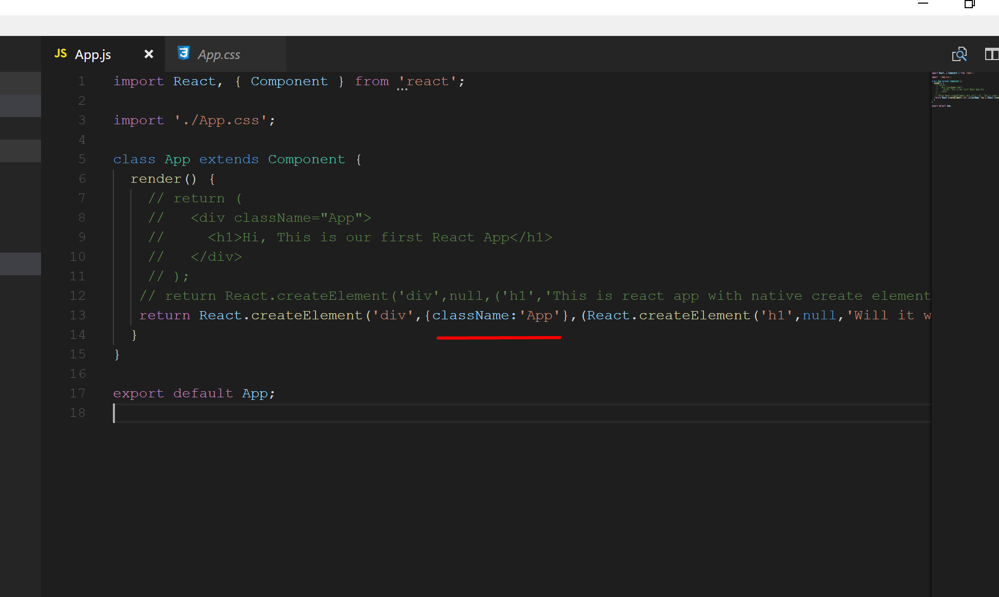 JS App.js × App.css
1 import React, { Component } from 'react';
2
3 import './App.css';
4
5 class App extends Component {
6   render() {
7     // return (
8     //   <div className="App">
9     //     <h1>Hi, This is our first React App</h1>
10     //   </div>
11     // );
12    // return React.createElement('div',null,('h1','This is react app with native create element
13    return React.createElement('div',{className:'App'},(React.createElement('h1',null,'Will it w
14   }
15 }
16
17 export default App;
18